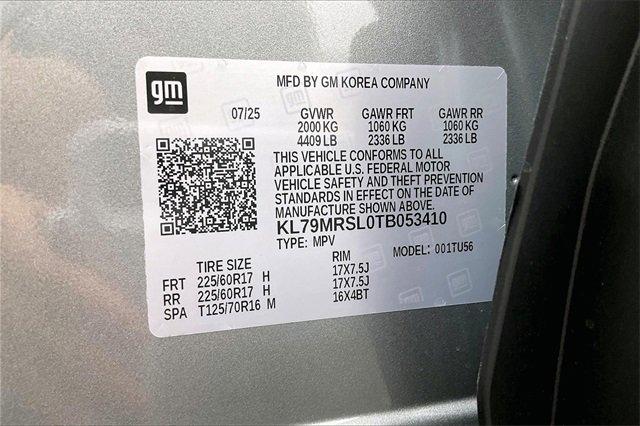 gm
MFD BY GM KOREA COMPANY
07/25 GVWR GAWR FRT GAWR RR
2000 KG 1060 KG 1060 KG
4409 LB 2336 LB 2336 LB
THIS VEHICLE CONFORMS TO ALL
APPLICABLE U.S. FEDERAL MOTOR
VEHICLE SAFETY AND THEFT PREVENTION
STANDARDS IN EFFECT ON THE DATE OF
MANUFACTURE SHOWN ABOVE.
KL79MRSL0TB053410
TYPE: MPV MODEL: 001TU56
TIRE SIZE RIM
FRT 225/60R17 H 17X7.5J
RR 225/60R17 H 17X7.5J
SPA T125/70R16 M 16X4BT